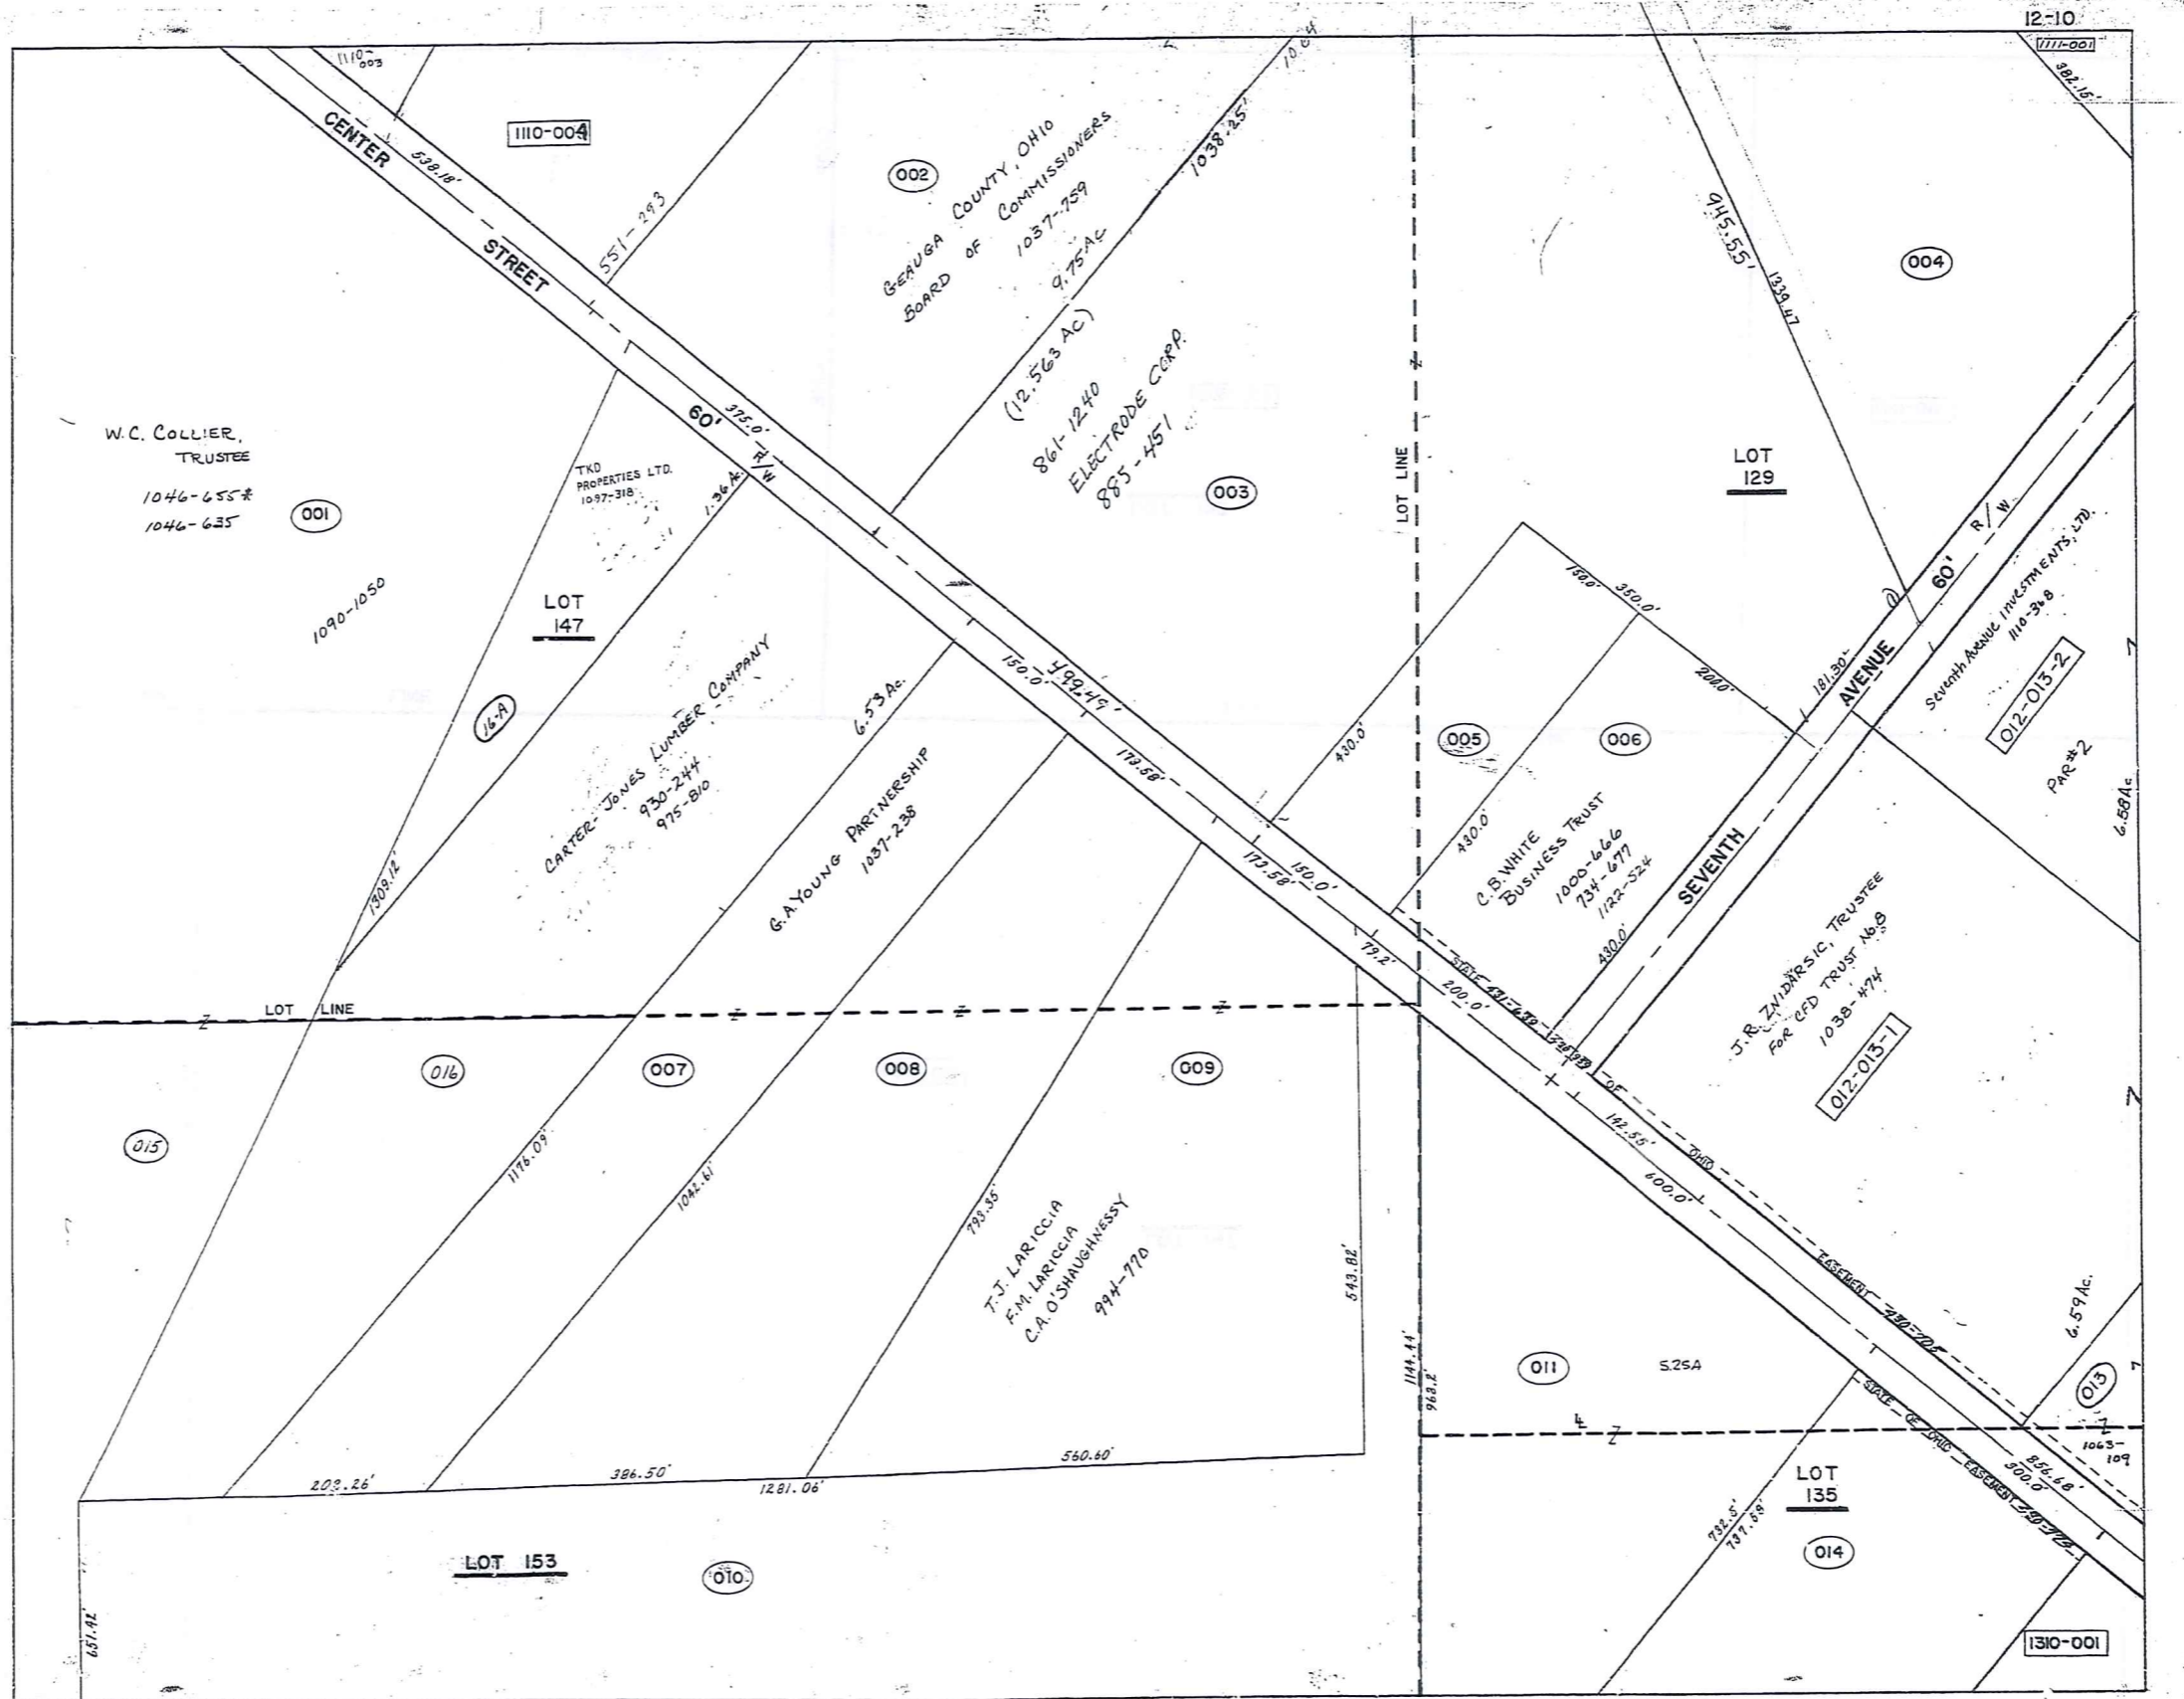 12-10
1111-001
382.15'
1110-
003
1110-004
CENTER
STREET
538.18'
551-293
002
GEAUGA COUNTY, OHIO
BOARD OF COMMISSIONERS
1037-759
9.75 Ac
1038.25'
(12.563 Ac)
861-1240
ELECTRODE CORP.
885-451
003
945.55'
1339.47
004
W.C. COLLIER,
TRUSTEE
1046-655*
1046-635
001
1090-1050
TKD
PROPERTIES LTD.
1097-318
1.36 A.
60' R/W
375.0'
LOT
147
16-A
1309.12'
CARTER-JONES LUMBER COMPANY
930-244
975-810
6.53 Ac.
G.A. YOUNG PARTNERSHIP
1037-238
150.0'
499.49'
173.58'
173.58'
150.0'
79.2'
200.0'
LOT LINE
LOT
129
150.0'
350.0'
200.0'
430.0'
005
430.0'
006
C.B. WHITE
BUSINESS TRUST
1000-666
734-677
1122-524
430.0'
SEVENTH
AVENUE
60' R/W
181.30'
Seventh Avenue Investments, LTD.
1110-368
012-013-2
PAR#2
6.58 Ac.
J.R. ZNIDARSIC, TRUSTEE
FOR CFD TRUST No.8
1038-474
012-013-1
STATE
OF
OHIO
EASEMENT
142.55'
600.0'
6.59 Ac.
013
1063-
109
LOT LINE
015
016
007
008
009
1176.09'
1042.61'
793.35'
T.J. LARICCIA
F.M. LARICCIA
C.A. O'SHAUGHNESSY
994-770
543.82'
1144.44'
968.2'
011
5.25A
STATE OF OHIO EASEMENT
856.68'
300.0'
386.50'
560.60'
1281.06'
LOT
135
732.5'
014
LOT 153
010
651.42'
1310-001